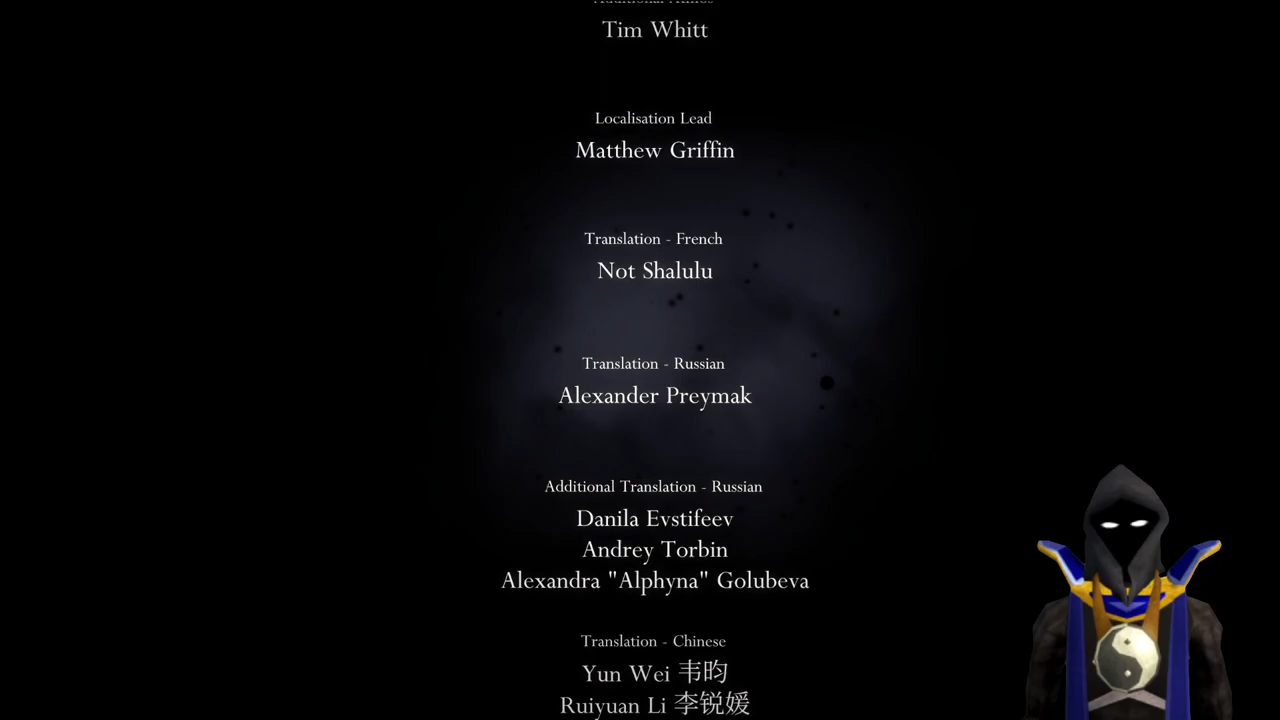 Tim Whitt
Localisation Lead
Matthew Griffin
Translation - French
Not Shalulu
Translation - Russian
Alexander Preymak
Additional Translation - Russian
Danila Evstifeev
Andrey Torbin
Alexandra "Alphyna" Golubeva
Translation - Chinese
Yun Wei 韦昀
Ruiyuan Li 李锐媛